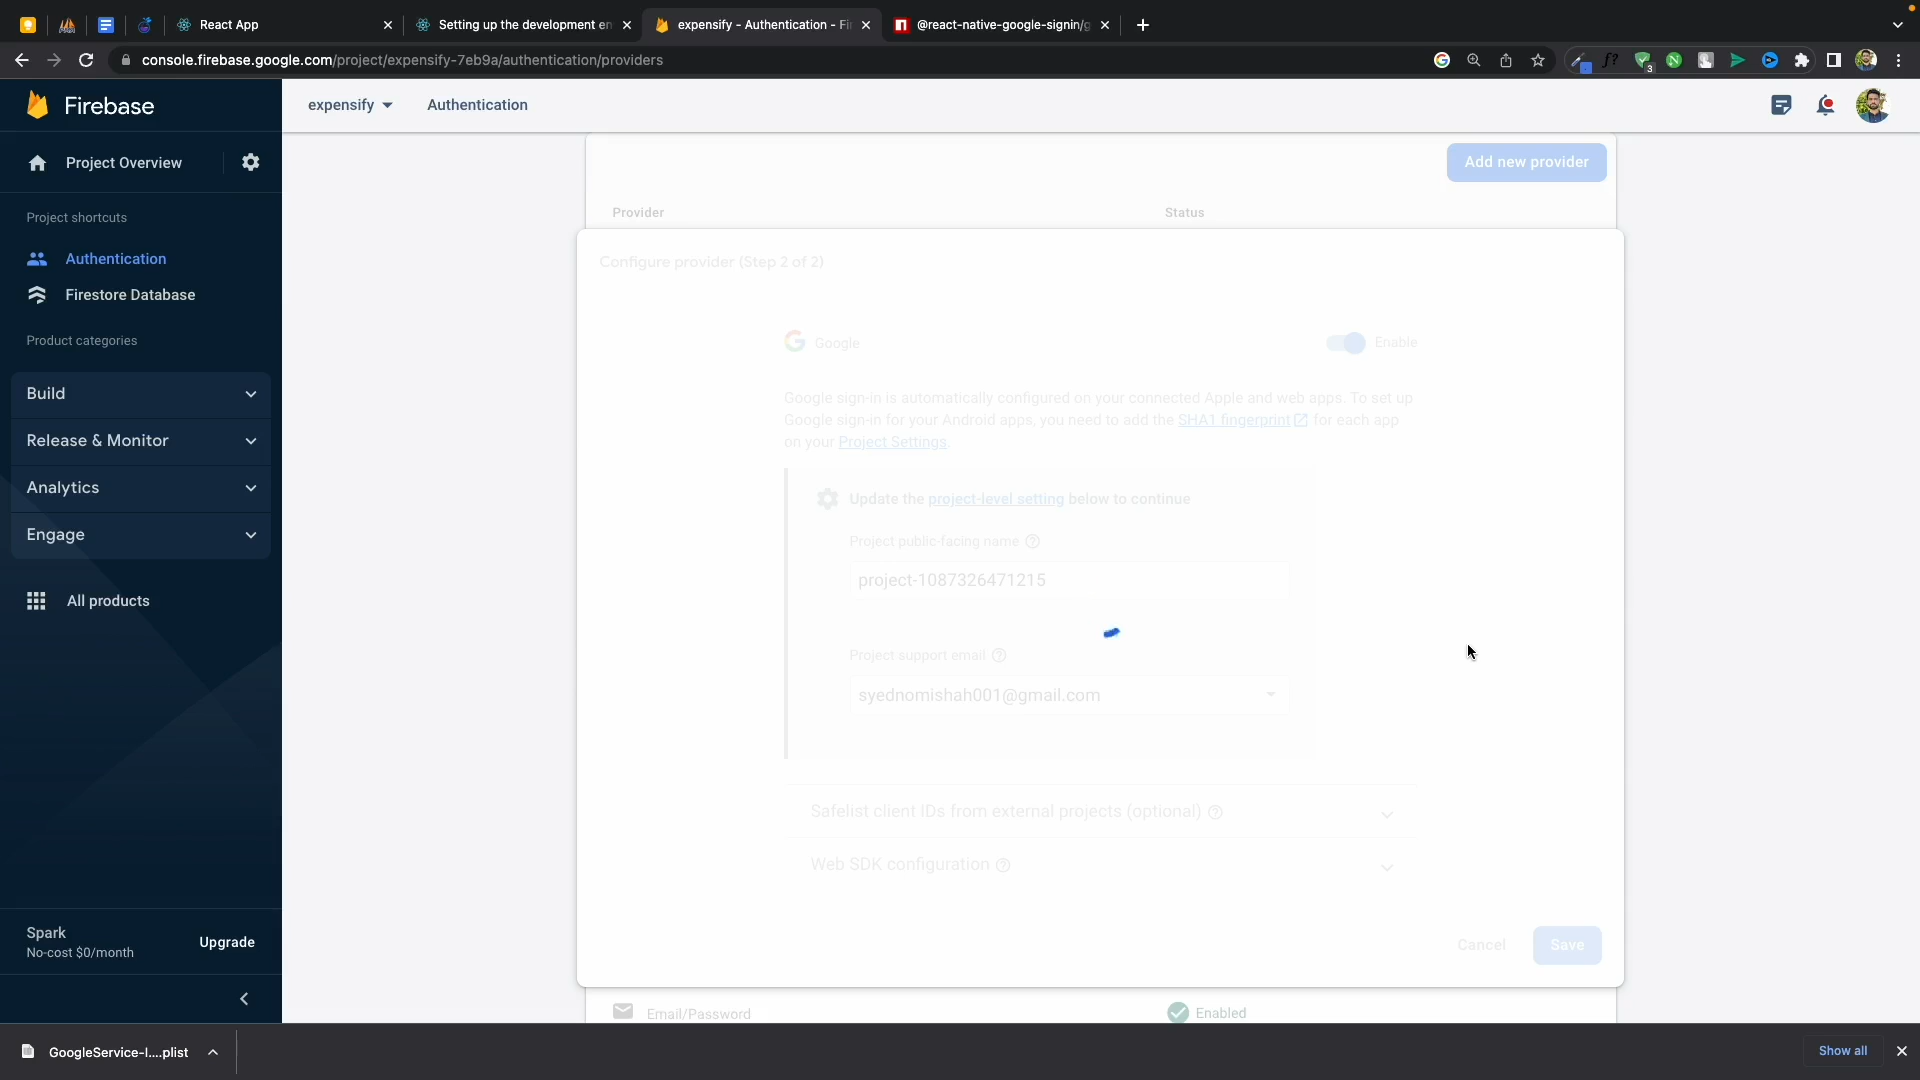 React App
Setting up the development en
expensify - Authentication - Fi
@react-native-google-signin/g
console.firebase.google.com/project/expensify-7eb9a/authentication/providers
f?
3
N
Firebase
expensify
Authentication
Project Overview
Add new provider
Project shortcuts
Provider
Status
Authentication
Configure provider (Step 2 of 2)
Firestore Database
Product categories
Google
Enable
Build
Google sign-in is automatically configured on your connected Apple and web apps. To set up
Google sign-in for your Android apps, you need to add the SHA1 fingerprint for each app
on your Project Settings.
Release & Monitor
Analytics
Update the project-level setting below to continue
Engage
Project public-facing name
project-1087326471215
All products
Project support email
syednomishah001@gmail.com
Safelist client IDs from external projects (optional)
Web SDK configuration
Spark
No-cost $0/month
Upgrade
Cancel
Save
Email/Password
Enabled
GoogleService-I....plist
Show all